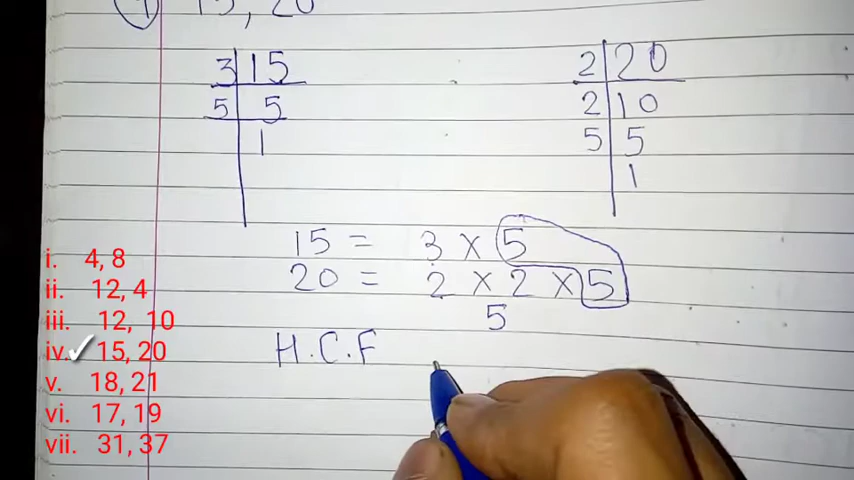 15, 20
3 15
5 5
1
2 20
2 10
5 5
1
15 = 3 x 5
20 = 2 x 2 x 5
5
H.C.F
i. 4, 8
ii. 12, 4
iii. 12, 10
iv. ✓ 15, 20
v. 18, 21
vi. 17, 19
vii. 31, 37